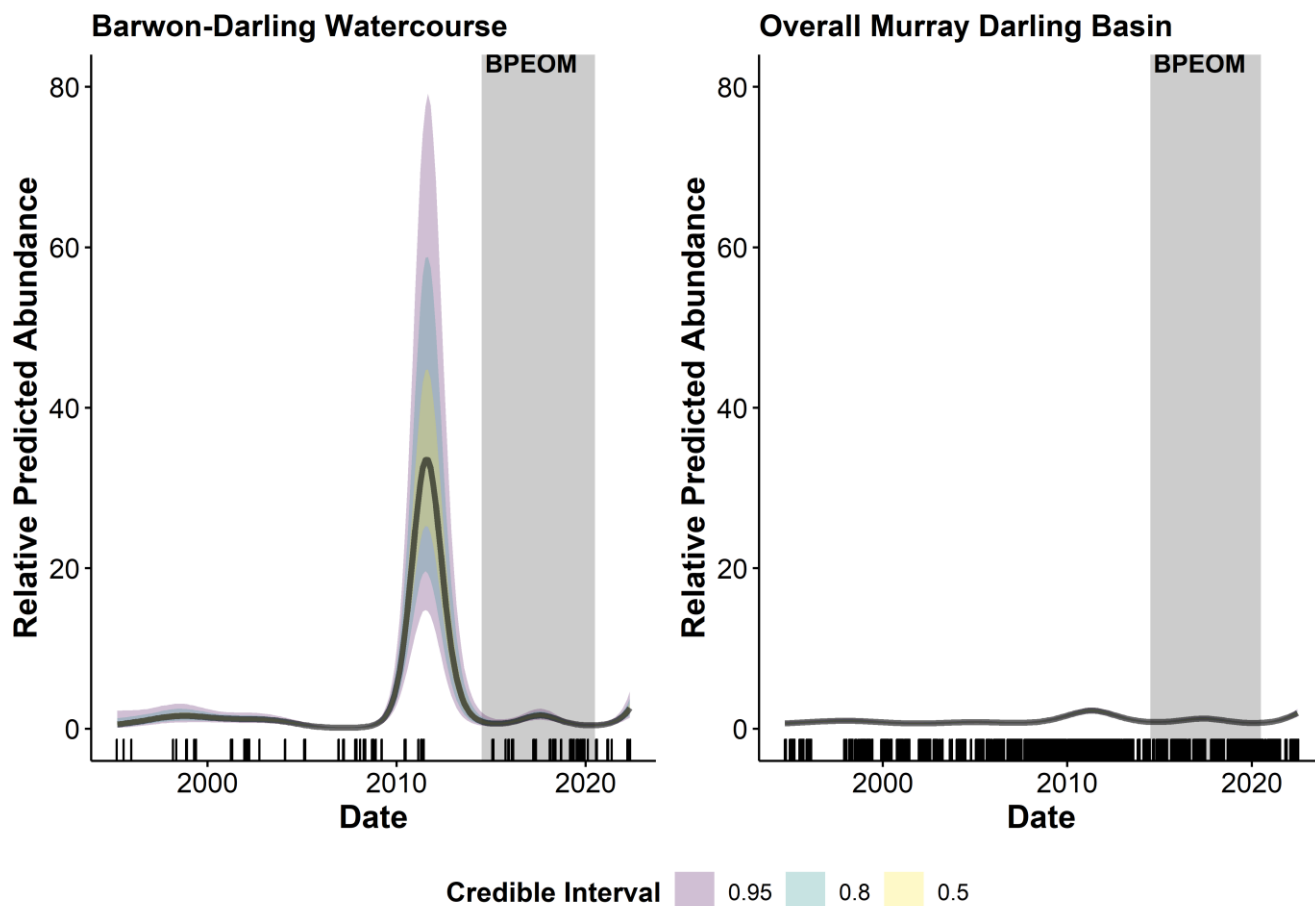 Barwon-Darling Watercourse
Relative Predicted Abundance
80
60
40
20
0
BPEOM
2000 2010 2020
Date
Overall Murray Darling Basin
Relative Predicted Abundance
80
60
40
20
0
BPEOM
2000 2010 2020
Date
Credible Interval 0.95 0.8 0.5